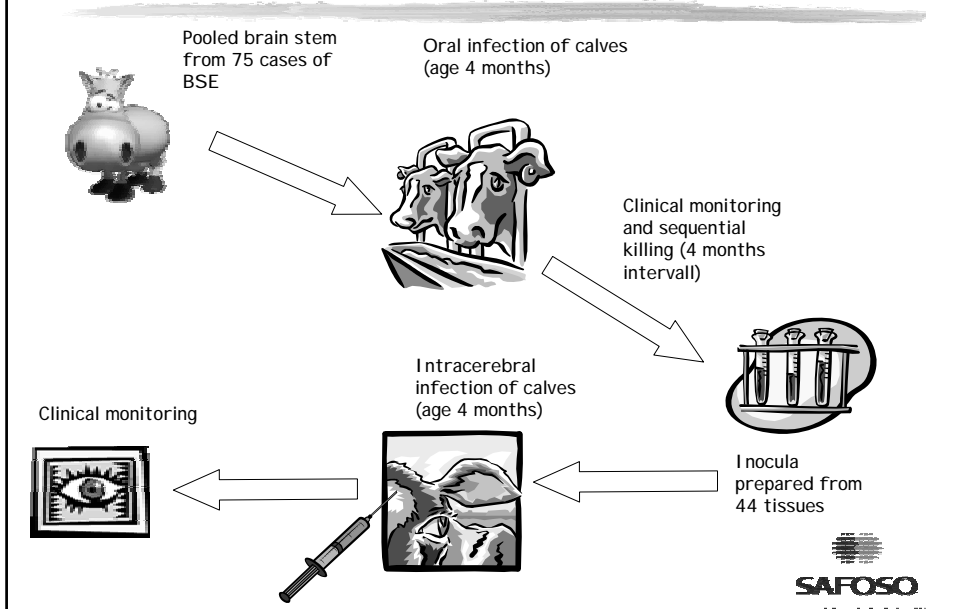 Pooled brain stem
from 75 cases of
BSE
Oral infection of calves
(age 4 months)
Clinical monitoring
and sequential
killing (4 months
intervall)
Inocula
prepared from
44 tissues
Intracerebral
infection of calves
(age 4 months)
Clinical monitoring
SAFOSO